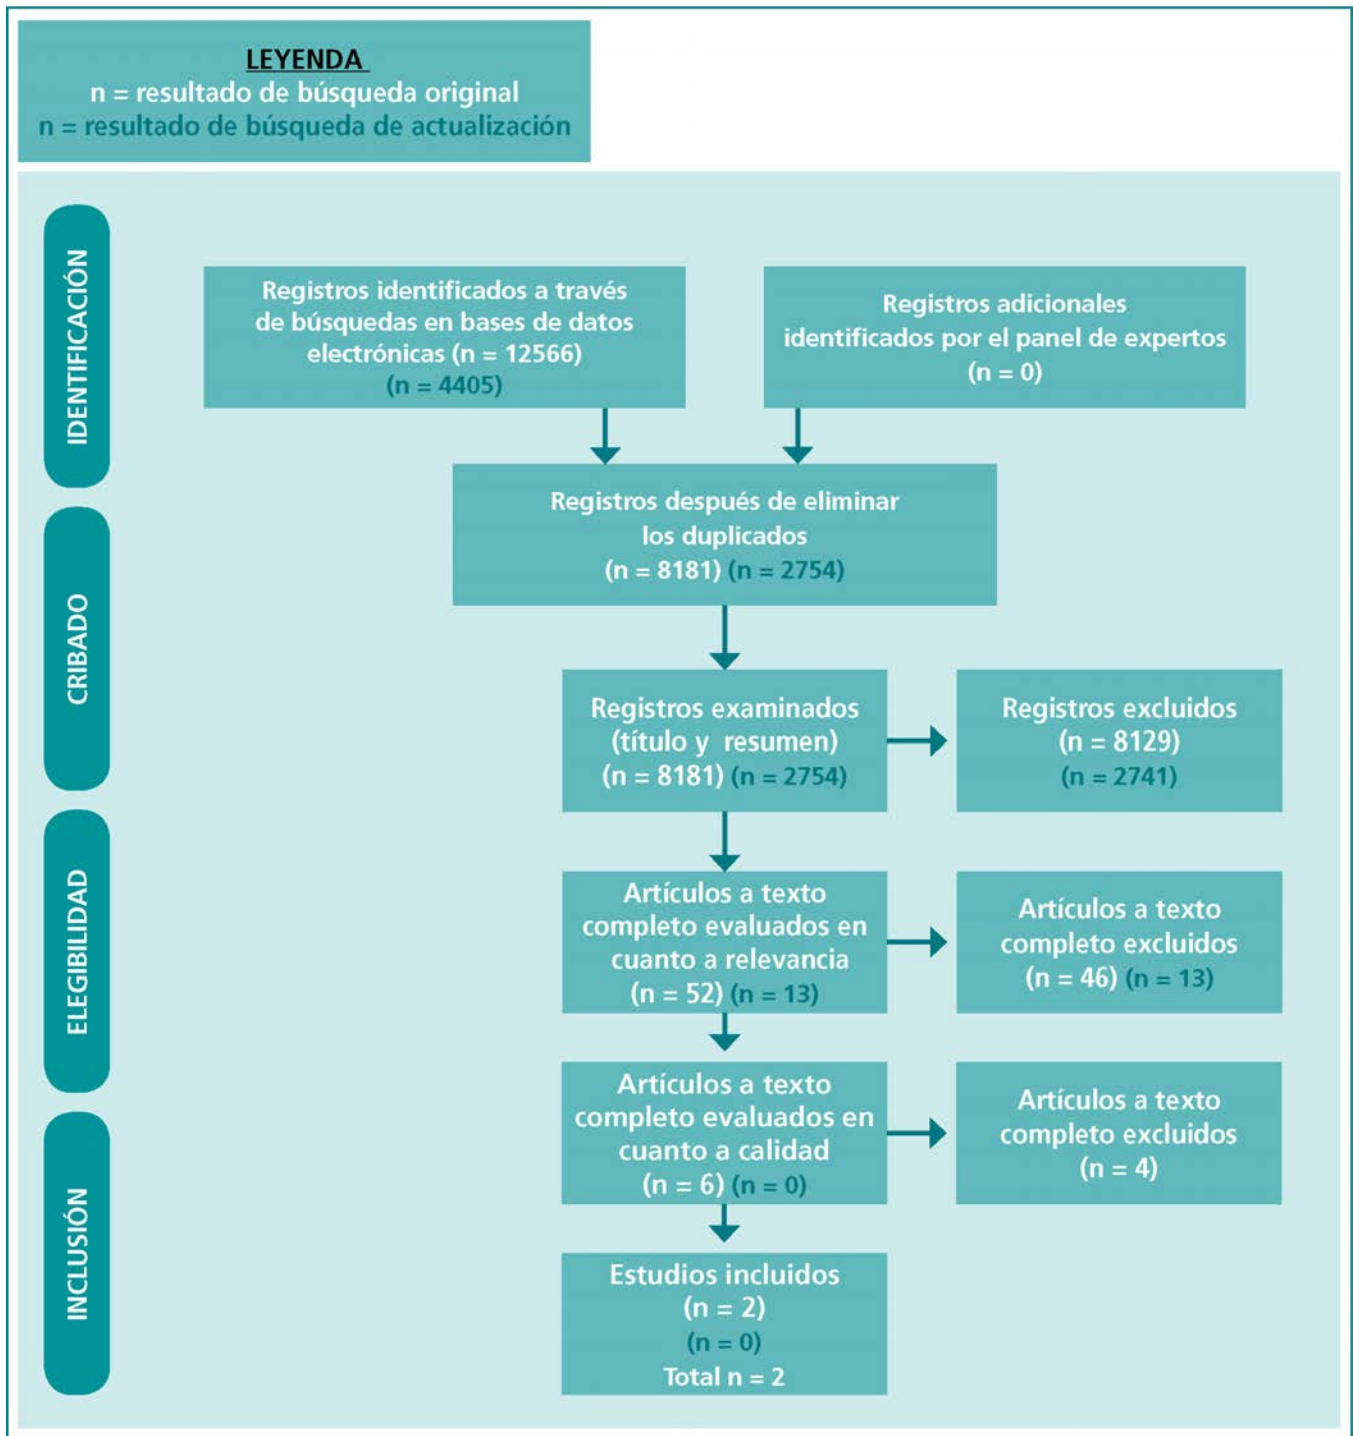 LEYENDA
n = resultado de búsqueda original
n = resultado de búsqueda de actualización
IDENTIFICACIÓN
Registros identificados a través
de búsquedas en bases de datos
electrónicas (n = 12566)
(n = 4405)
Registros adicionales
identificados por el panel de expertos
(n = 0)
Registros después de eliminar
los duplicados
(n = 8181) (n = 2754)
CRIBADO
Registros examinados
(título y resumen)
(n = 8181) (n = 2754)
Registros excluidos
(n = 8129)
(n = 2741)
ELEGIBILIDAD
Artículos a texto
completo evaluados en
cuanto a relevancia
(n = 52) (n = 13)
Artículos a texto
completo excluidos
(n = 46) (n = 13)
Artículos a texto
completo evaluados en
cuanto a calidad
(n = 6) (n = 0)
Artículos a texto
completo excluidos
(n = 4)
INCLUSIÓN
Estudios incluidos
(n = 2)
(n = 0)
Total n = 2